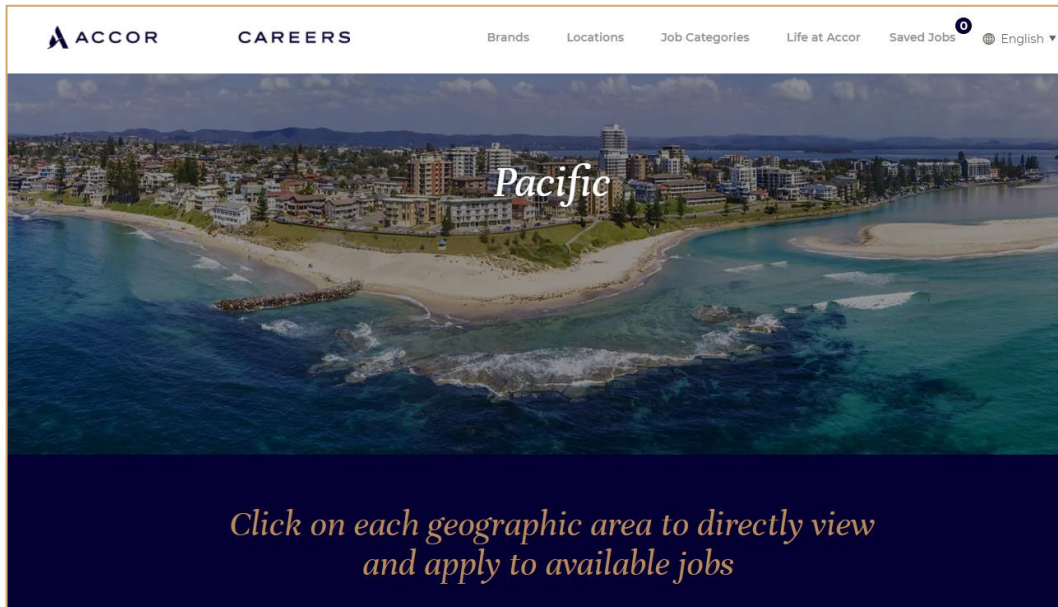 ACCOR CAREERS Brands Locations Job Categories Life at Accor Saved Jobs 0 English
Pacific
Click on each geographic area to directly view
and apply to available jobs